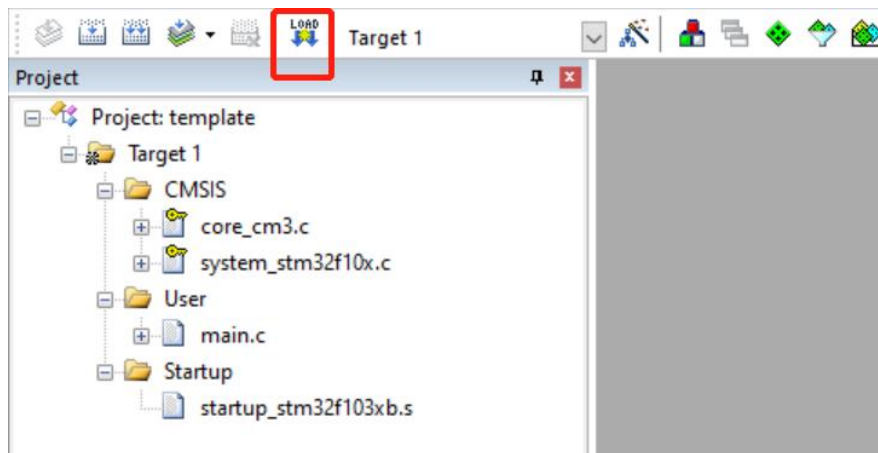 LOAD
Target 1
Project
Project: template
Target 1
CMSIS
core_cm3.c
system_stm32f10x.c
User
main.c
Startup
startup_stm32f103xb.s